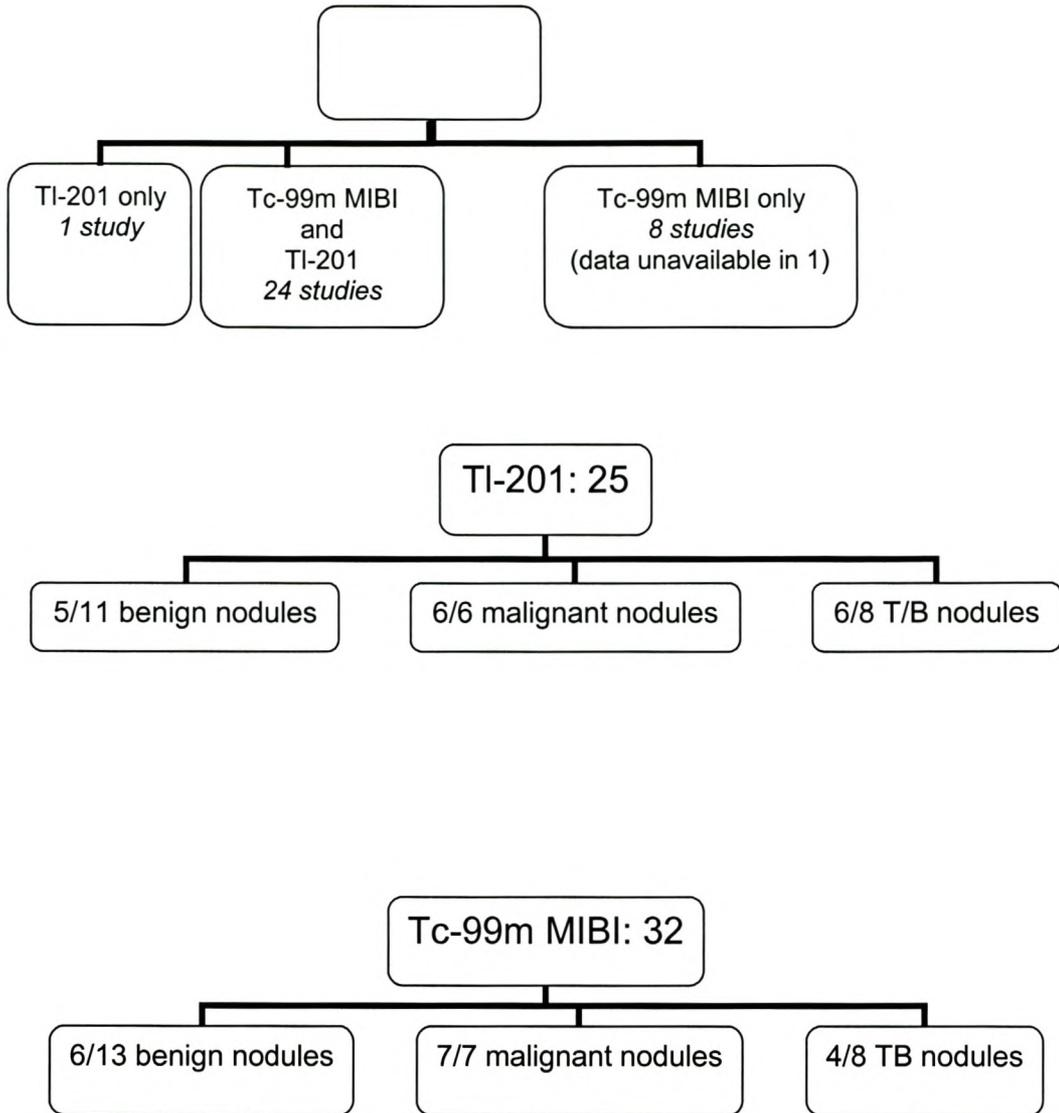 Tl-201 only
1 study
Tc-99m MIBI
and
Tl-201
24 studies
Tc-99m MIBI only
8 studies
(data unavailable in 1)
Tl-201: 25
5/11 benign nodules
6/6 malignant nodules
6/8 T/B nodules
Tc-99m MIBI: 32
6/13 benign nodules
7/7 malignant nodules
4/8 TB nodules